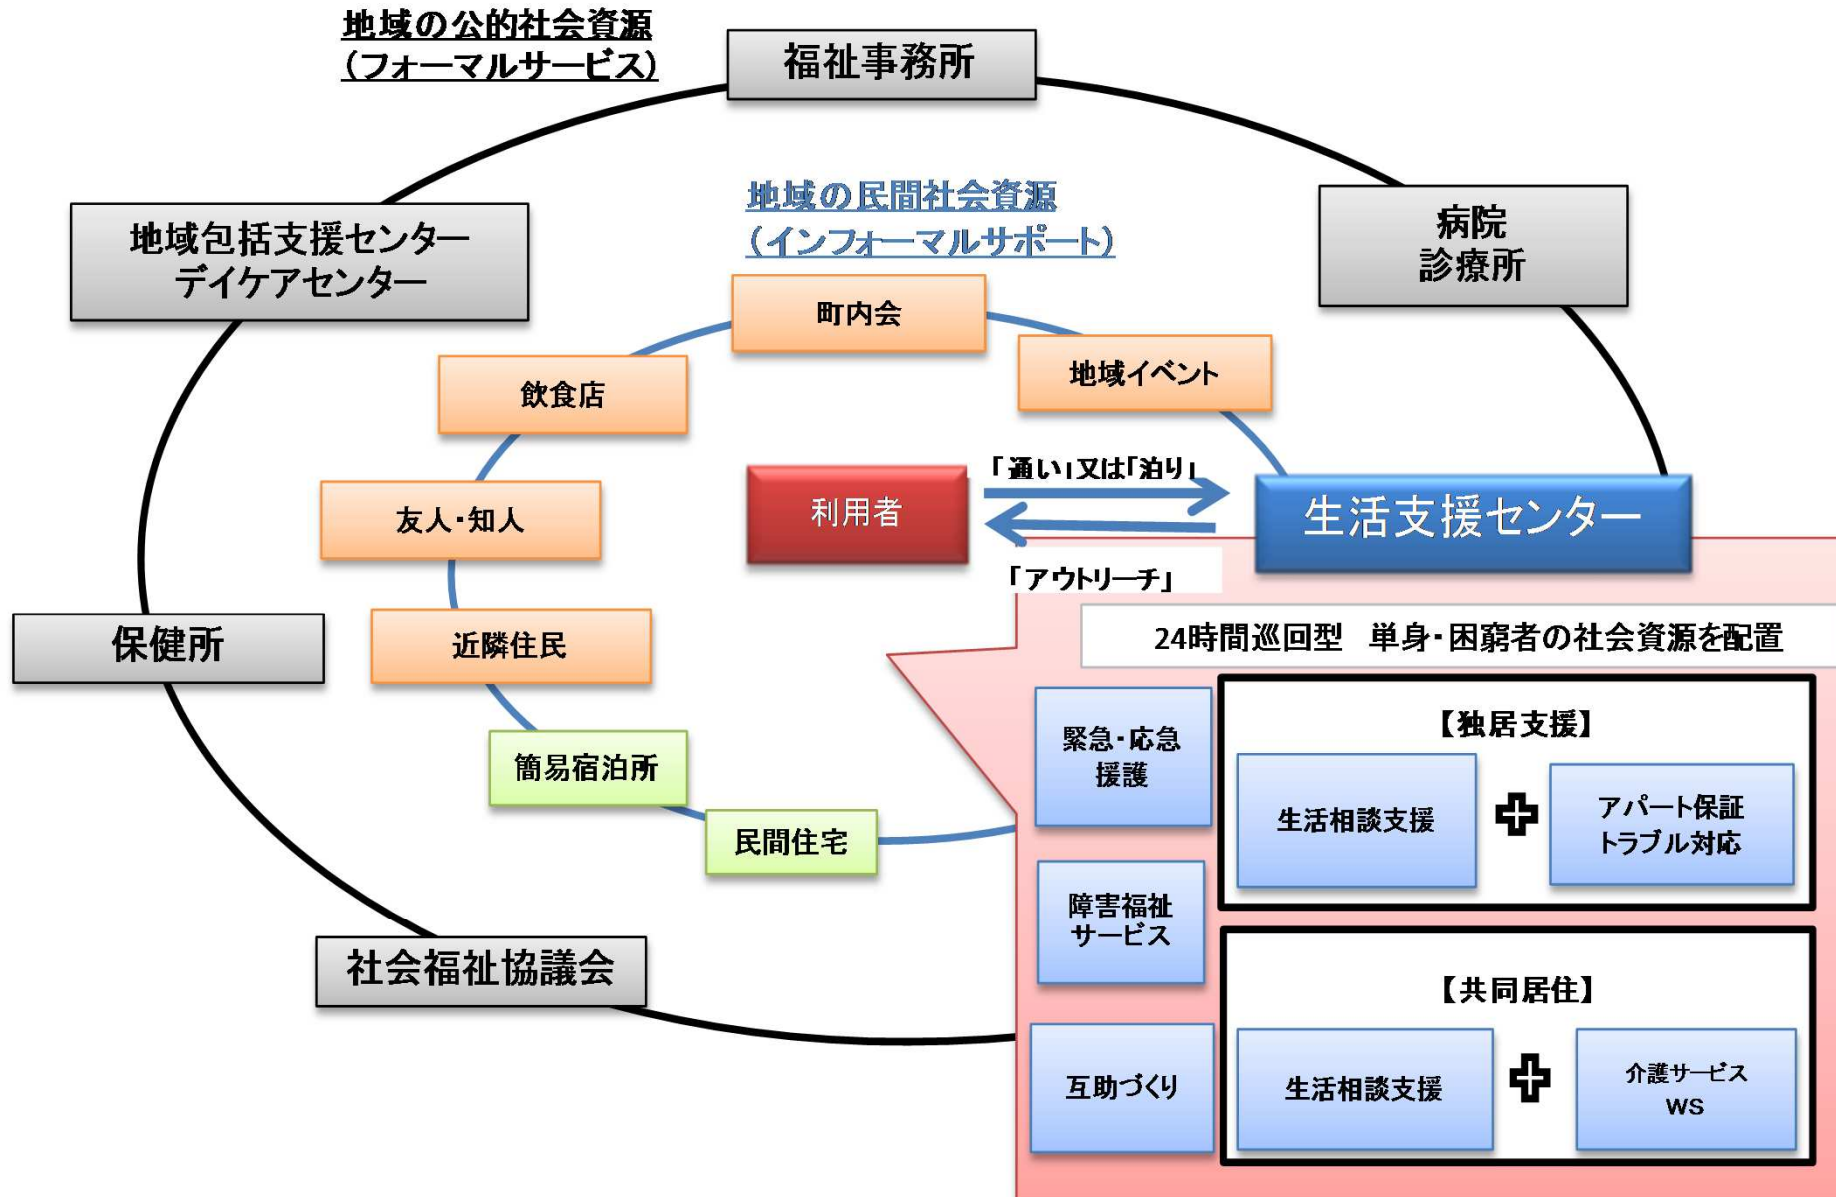 地域の公的社会資源
(フォーマルサービス)
福祉事務所
地域包括支援センター
デイケアセンター
病院
診療所
地域の民間社会資源
(インフォーマルサポート)
町内会
地域イベント
飲食店
友人・知人
「通い」又は「泊り」
利用者
生活支援センター
「アウトリーチ」
近隣住民
保健所
24時間巡回型 単身・困窮者の社会資源を配置
簡易宿泊所
民間住宅
社会福祉協議会
緊急・応急
援護
【独居支援】
生活相談支援
アパート保証
トラブル対応
障害福祉
サービス
【共同居住】
互助づくり
生活相談支援
介護サービス
WS